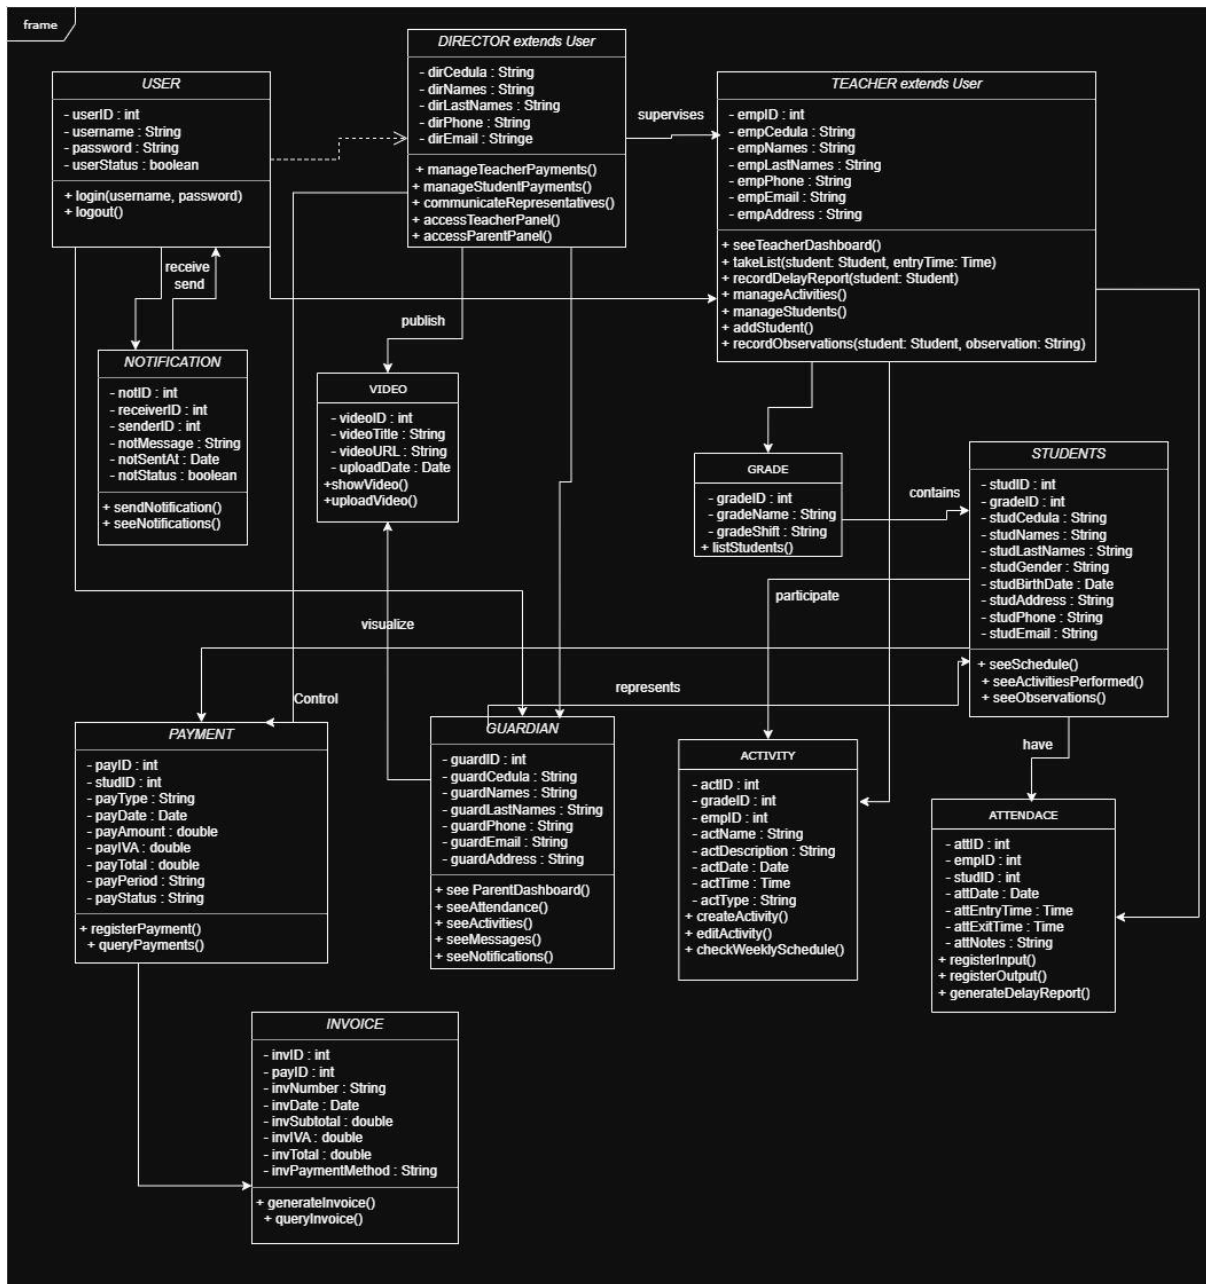 frame
USER
- userID : int
- username : String
- password : String
- userStatus : boolean
+ login(username, password)
+ logout()
DIRECTOR extends User
- dirCedula : String
- dirNames : String
- dirLastNames : String
- dirPhone : String
- dirEmail : Stringe
+ manageTeacherPayments()
+ manageStudentPayments()
+ communicateRepresentatives()
+ accessTeacherPanel()
+ accessParentPanel()
supervises
TEACHER extends User
- empID : int
- empCedula : String
- empNames : String
- empLastNames : String
- empPhone : String
- empEmail : String
- empAddress : String
+ seeTeacherDashboard()
+ takeList(student: Student, entryTime: Time)
+ recordDelayReport(student: Student)
+ manageActivities()
+ manageStudents()
+ addStudent()
+ recordObservations(student: Student, observation: String)
receive
send
publish
NOTIFICATION
- notID : int
- receiverID : int
- senderID : int
- notMessage : String
- notSentAt : Date
- notStatus : boolean
+ sendNotification()
+ seeNotifications()
VIDEO
- videoID : int
- videoTitle : String
- videoURL : String
- uploadDate : Date
+showVideo()
+uploadVideo()
GRADE
- gradeID : int
- gradeName : String
- gradeShift : String
+ listStudents()
contains
STUDENTS
- studID : int
- gradeID : int
- studCedula : String
- studNames : String
- studLastNames : String
- studGender : String
- studBirthDate : Date
- studAddress : String
- studPhone : String
- studEmail : String
+ seeSchedule()
+ seeActivitiesPerformed()
+ seeObservations()
participate
visualize
represents
Control
have
PAYMENT
- payID : int
- studID : int
- payType : String
- payDate : Date
- payAmount : double
- payIVA : double
- payTotal : double
- payPeriod : String
- payStatus : String
+ registerPayment()
+ queryPayments()
GUARDIAN
- guardID : int
- guardCedula : String
- guardNames : String
- guardLastNames : String
- guardPhone : String
- guardEmail : String
- guardAddress : String
+ see ParentDashboard()
+ seeAttendance()
+ seeActivities()
+ seeMessages()
+ seeNotifications()
ACTIVITY
- actID : int
- gradeID : int
- empID : int
- actName : String
- actDescription : String
- actDate : Date
- actTime : Time
- actType : String
+ createActivity()
+ editActivity()
+ checkWeeklySchedule()
ATTENDACE
- attID : int
- empID : int
- studID : int
- attDate : Date
- attEntryTime : Time
- attExitTime : Time
- attNotes : String
+ registerInput()
+ registerOutput()
+ generateDelayReport()
INVOICE
- invID : int
- payID : int
- invNumber : String
- invDate : Date
- invSubtotal : double
- invIVA : double
- invTotal : double
- invPaymentMethod : String
+ generateInvoice()
+ queryInvoice()